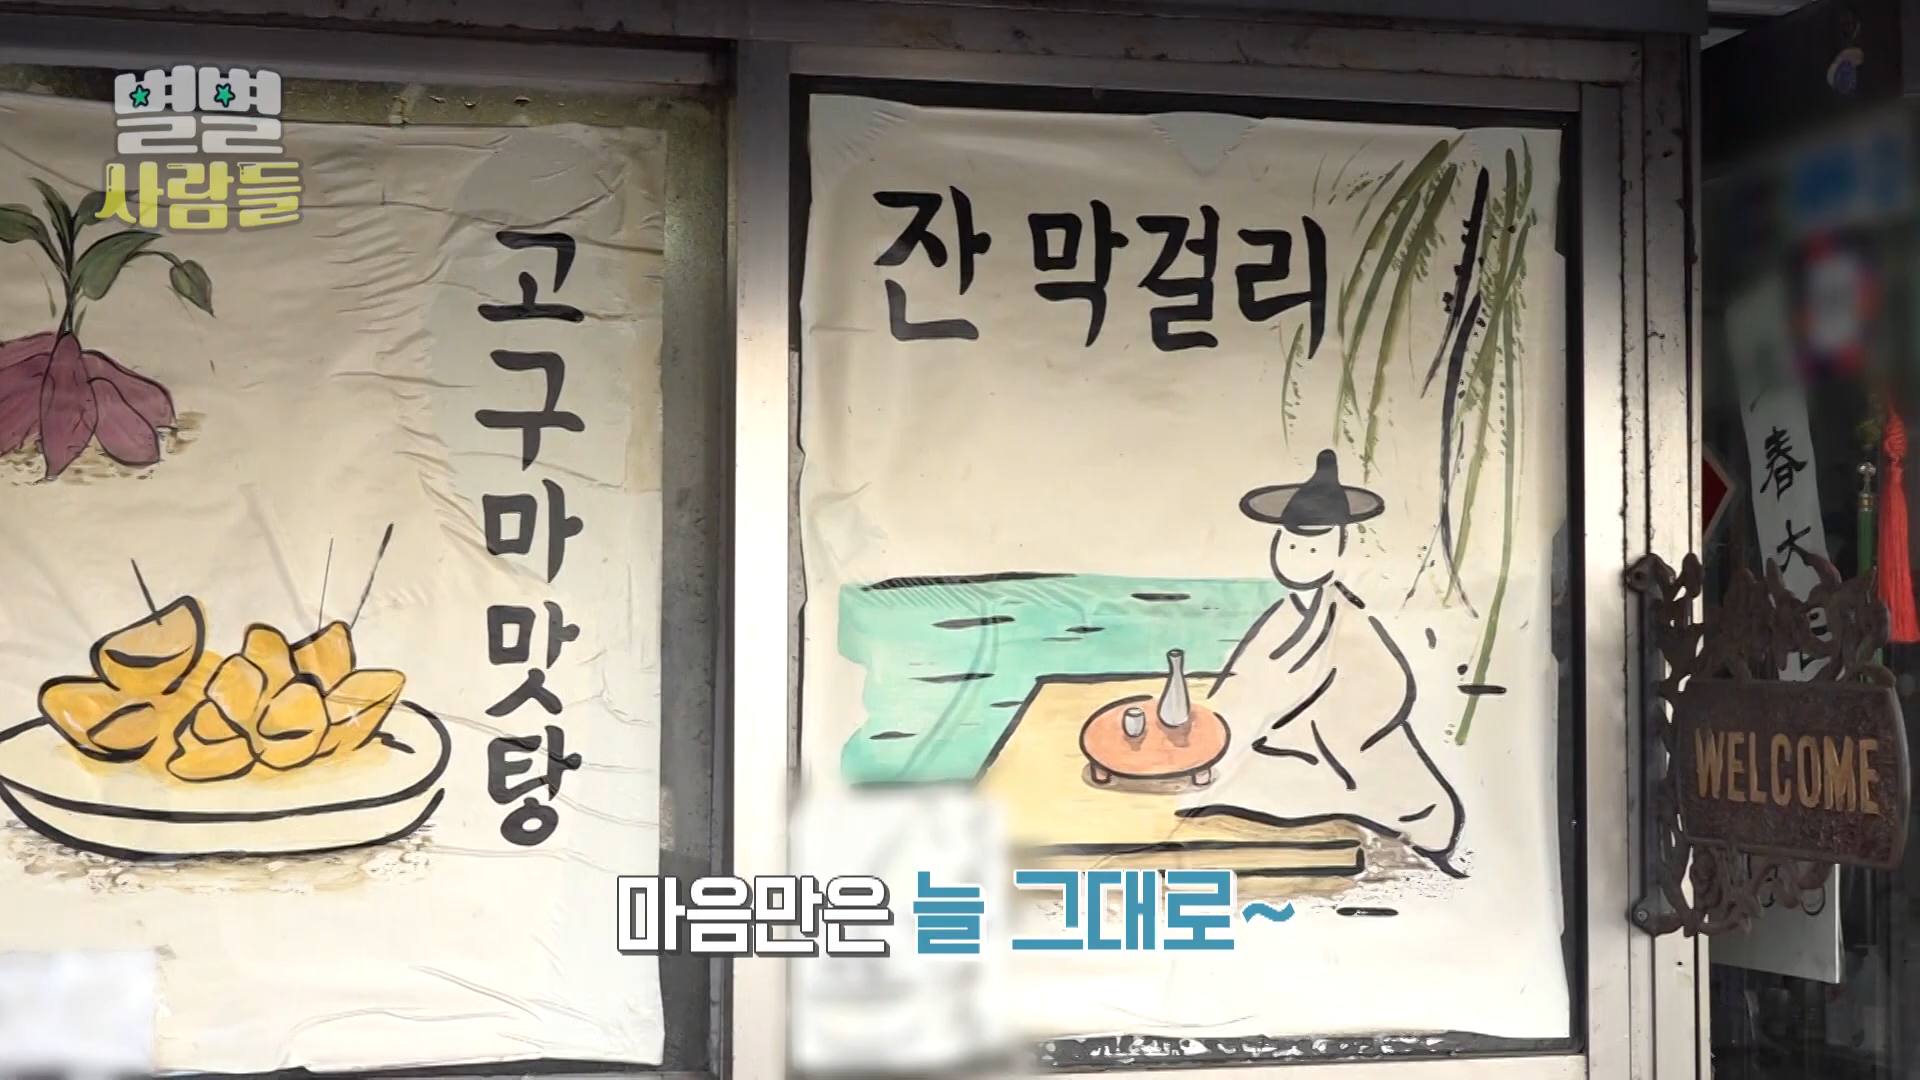 별별
사람들
고구마맛탕
잔 막걸리
春大
WELCOME
마음만은 늘 그대로~